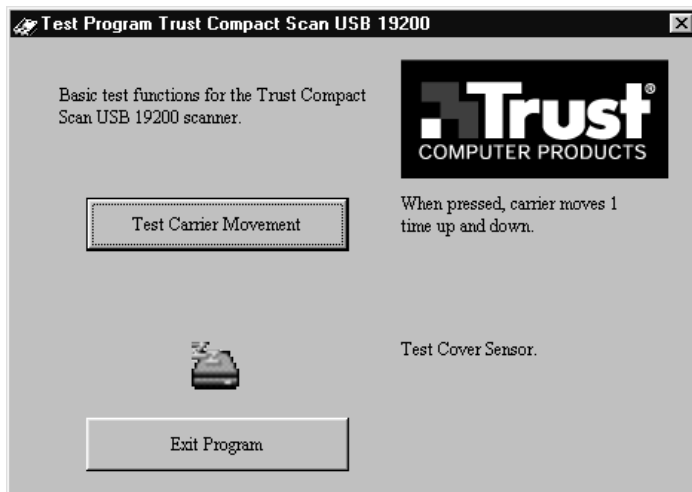 Test Program Trust Compact Scan USB 19200
Basic test functions for the Trust Compact
Scan USB 19200 scanner.
Trust®
COMPUTER PRODUCTS
Test Carrier Movement
When pressed, carrier moves 1
time up and down.
zZ
Test Cover Sensor.
Exit Program